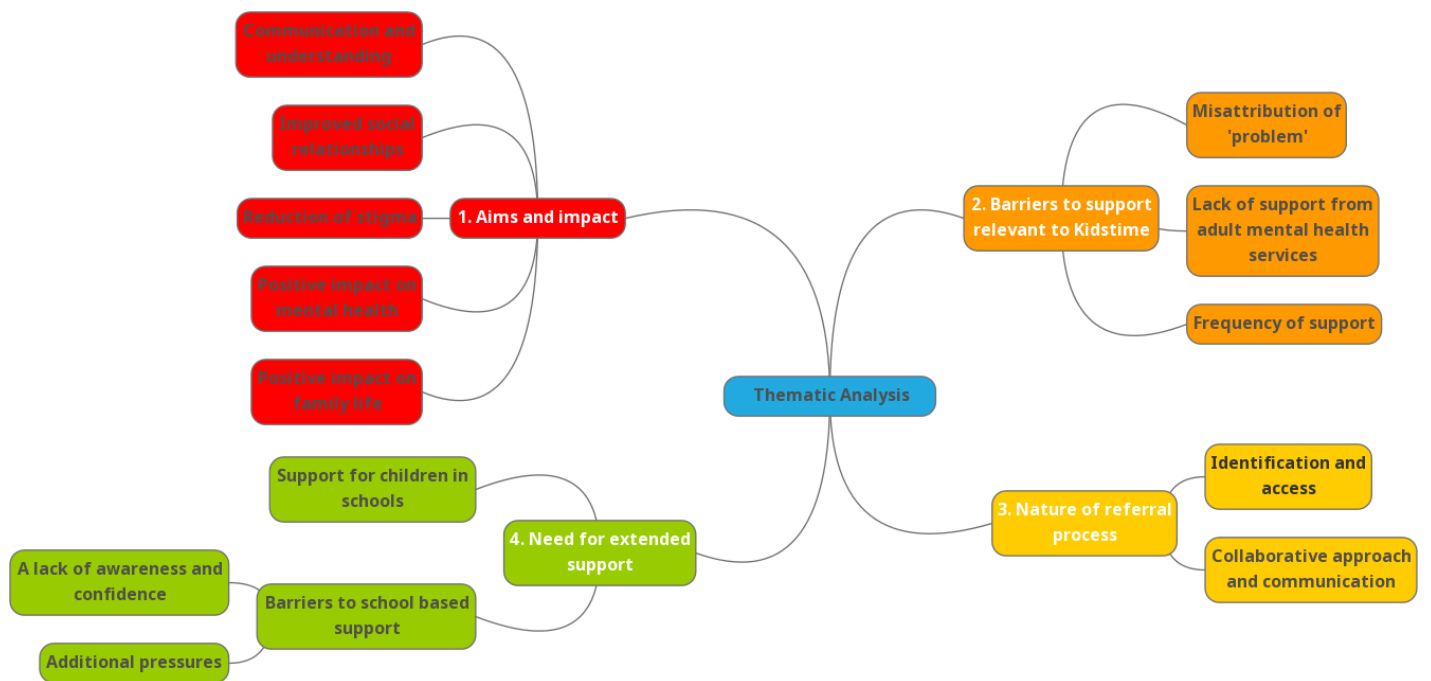 Thematic Analysis
1. Aims and impact
Communication and
understanding
Improved social
relationships
Reduction of stigma
Positive impact on
mental health
Positive impact on
family life
2. Barriers to support
relevant to Kidstime
Misattribution of
'problem'
Lack of support from
adult mental health
services
Frequency of support
3. Nature of referral
process
Identification and
access
Collaborative approach
and communication
4. Need for extended
support
Support for children in
schools
Barriers to school based
support
A lack of awareness and
confidence
Additional pressures